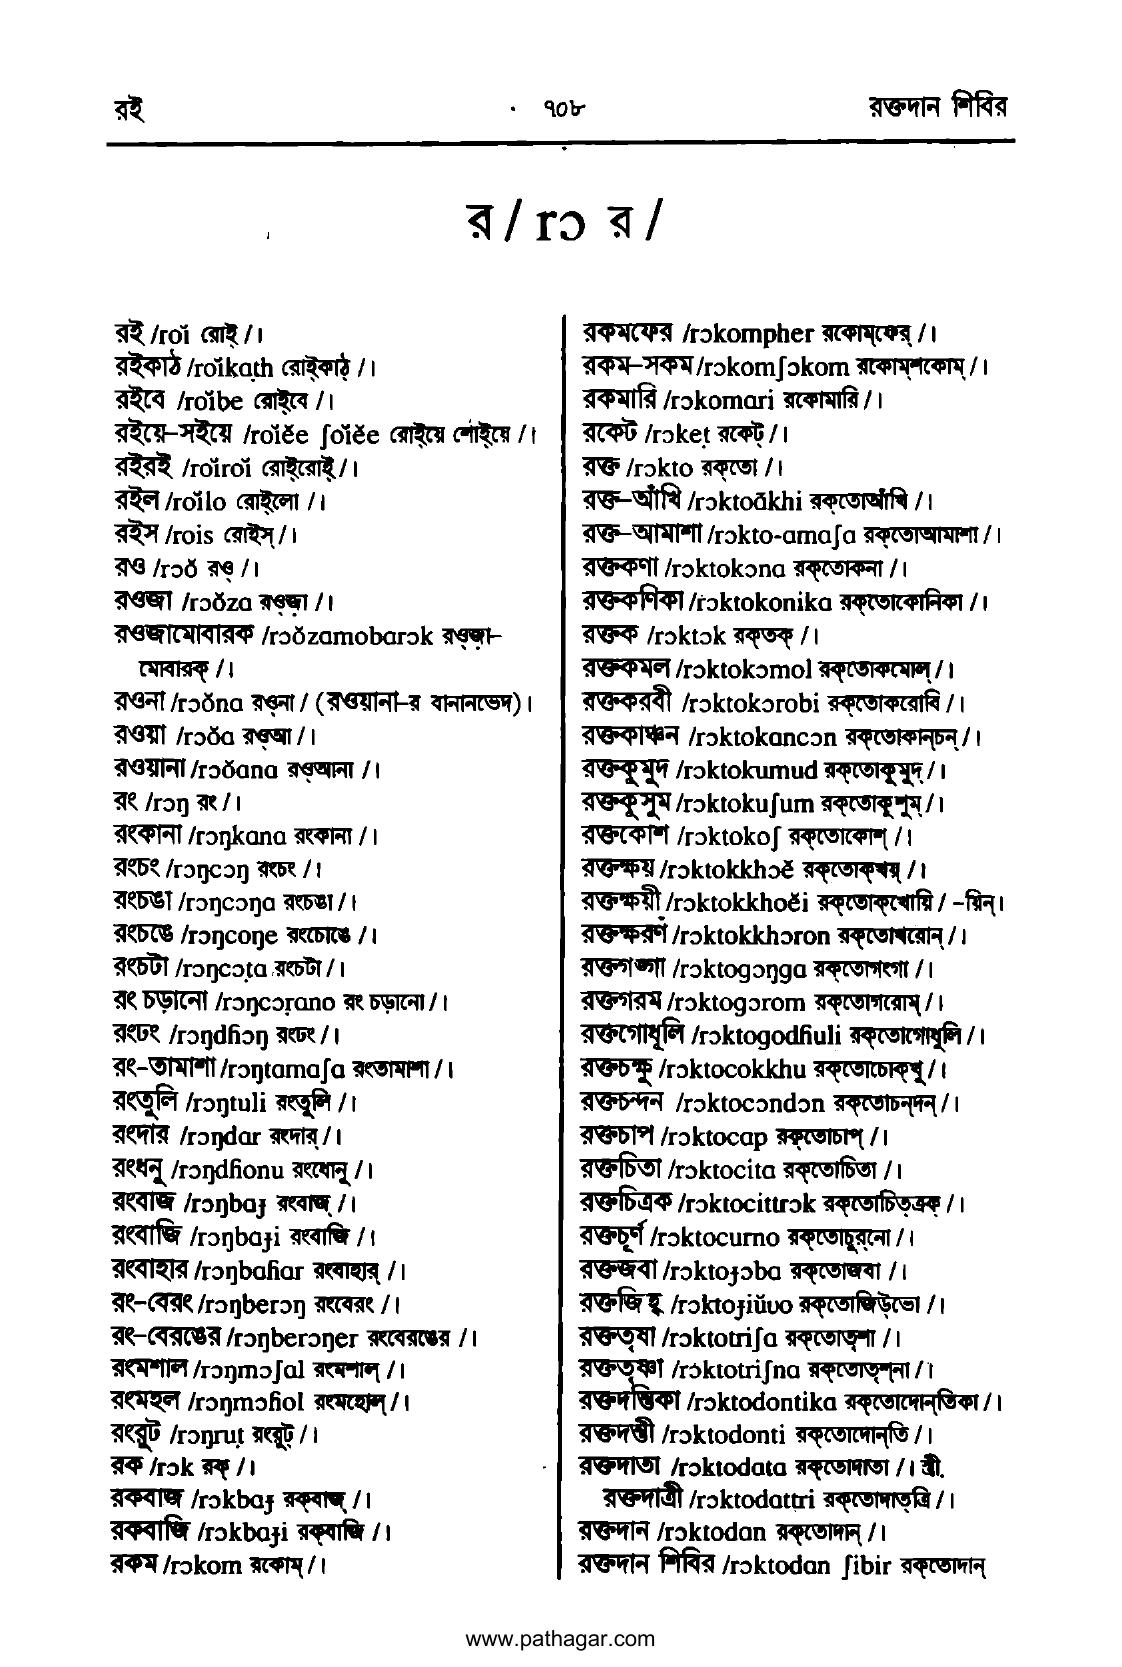 রই
৭০৮
রক্তদান শিবির
র / rɔ র /
রই /roĭ রোই্ /।
রইকাঠ /roĭkaṭh রোই্কাঠ্ /।
রইবে /roĭbe রোই্বে /।
রইয়ে-সইয়ে /roĭĕe ʃoĭĕe রোই্য়ে শোই্য়ে /।
রইরই /roĭroĭ রোই্রোই্ /।
রইল /roĭlo রোই্লো /।
রইস /rois রোইস্ /।
রও /rɔŏ রও্ /।
রওজা /rɔŏza রও্জ়া /।
রওজামোবারক /rɔŏzamobarɔk রও্জ়া-
মোবারক্ /।
রওনা /rɔŏna রও্না / (রওয়ানা-র বানানভেদ)।
রওয়া /rɔŏa রও্আ /।
রওয়ানা /rɔŏana রও্আনা /।
রং /rɔŋ রং /।
রংকানা /rɔŋkana রংকানা /।
রংচং /rɔŋcɔŋ রংচং /।
রংচঙা /rɔŋcɔŋa রংচঙা /।
রংচঙে /rɔŋcoŋe রংচোঙে /।
রংচটা /rɔŋcɔṭa রংচটা /।
রং চড়ানো /rɔŋcɔṛano রং চড়ানো /।
রংঢং /rɔŋdɦɔŋ রংঢং /।
রং-তামাশা /rɔŋtamaʃa রংতামাশা /।
রংতুলি /rɔŋtuli রংতুলি /।
রংদার /rɔŋdar রংদার্ /।
রংধনু /rɔŋdɦonu রংধোনু /।
রংবাজ /rɔŋbaɟ রংবাজ্ /।
রংবাজি /rɔŋbaɟi রংবাজি /।
রংবাহার /rɔŋbaɦar রংবাহার্ /।
রং-বেরং /rɔŋberɔŋ রংবেরং /।
রং-বেরঙের /rɔŋberɔŋer রংবেরঙের /।
রংমশাল /rɔŋmɔʃal রংমশাল্ /।
রংমহল /rɔŋmɔɦol রংমহোল্ /।
রংরুট /rɔŋruṭ রংরুট্ /।
রক /rɔk রক্ /।
রকবাজ /rɔkbaɟ রক্বাজ্ /।
রকবাজি /rɔkbaɟi রক্বাজি /।
রকম /rɔkom রকোম্ /।
রকমফের /rɔkompher রকোম্ফের্ /।
রকম-সকম /rɔkomʃɔkom রকোম্শকোম্ /।
রকমারি /rɔkomari রকোমারি /।
রকেট /rɔkeṭ রকেট্ /।
রক্ত /rɔkto রক্তো /।
রক্ত-আঁখি /rɔktoãkhi রক্তোআঁখি /।
রক্ত-আমাশা /rɔkto-amaʃa রক্তোআমাশা /।
রক্তকণা /rɔktokɔna রক্তোকনা /।
রক্তকণিকা /rɔktokonika রক্তোকোনিকা /।
রক্তক /rɔktɔk রক্তক্ /।
রক্তকমল /rɔktokɔmol রক্তোকমোল্ /।
রক্তকরবী /rɔktokɔrobi রক্তোকরোবি /।
রক্তকাঞ্চন /rɔktokancɔn রক্তোকান্চন্ /।
রক্তকুমুদ /rɔktokumud রক্তোকুমুদ্ /।
রক্তকুসুম /rɔktokuʃum রক্তোকুশুম্ /।
রক্তকোশ /rɔktokoʃ রক্তোকোশ্ /।
রক্তক্ষয় /rɔktokkhɔĕ রক্তোক্খয়্ /।
রক্তক্ষয়ী /rɔktokkhoĕi রক্তোক্খোয়ি / -য়িন্।
রক্তক্ষরণ /rɔktokkhɔron রক্তোখরোন্ /।
রক্তগঙ্গা /rɔktogɔŋga রক্তোগংগা /।
রক্তগরম /rɔktogɔrom রক্তোগরোম্ /।
রক্তগোধূলি /rɔktogodɦuli রক্তোগোধুলি /।
রক্তচক্ষু /rɔktocokkhu রক্তোচোক্খু /।
রক্তচন্দন /rɔktocɔndɔn রক্তোচন্দন্ /।
রক্তচাপ /rɔktocap রক্তোচাপ্ /।
রক্তচিতা /rɔktocita রক্তোচিতা /।
রক্তচিত্রক /rɔktocittrɔk রক্তোচিত্ত্রক্ /।
রক্তচূর্ণ /rɔktocurno রক্তোচুর্নো /।
রক্তজবা /rɔktoɟɔba রক্তোজবা /।
রক্তজিহ্ব /rɔktoɟiŭvo রক্তোজিউ্ভো /।
রক্ততৃষা /rɔktotriʃa রক্তোতৃশা /।
রক্ততৃষ্ণা /rɔktotriʃna রক্তোতৃশ্না /।
রক্তদন্তিকা /rɔktodontika রক্তোদোন্তিকা /।
রক্তদন্তী /rɔktodonti রক্তোদোন্তি /।
রক্তদাতা /rɔktodata রক্তোদাতা /। স্ত্রী.
রক্তদাত্রী /rɔktodattri রক্তোদাত্ত্রি /।
রক্তদান /rɔktodan রক্তোদান্ /।
রক্তদান শিবির /rɔktodan ʃibir রক্তোদান্
www.pathagar.com